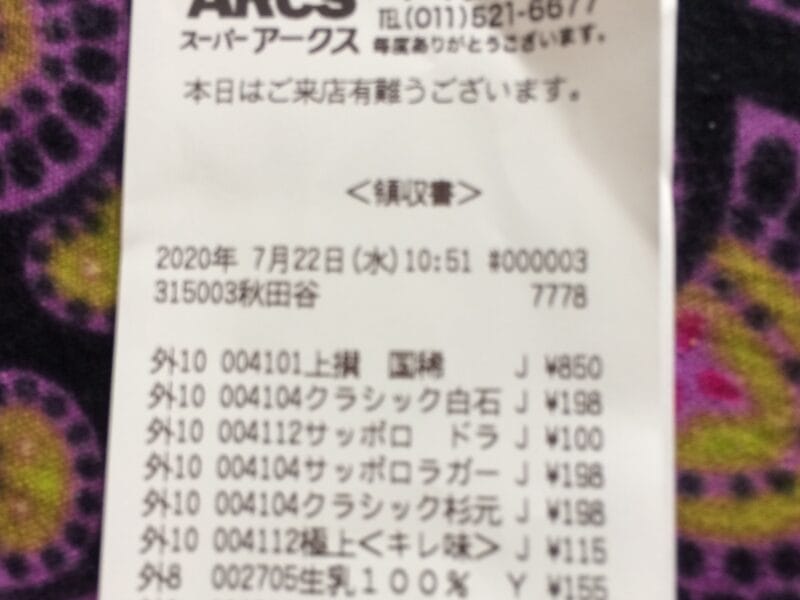 ARCS
TEL(011)521-6677
スーパーアークス 毎度ありがとうございます。
本日はご来店有難うございます。
<領収書>
2020年 7月22日(水)10:51 #000003
315003秋田谷 7778
外10 004101上撰 国稀 J ¥850
外10 004104クラシック白石 J ¥198
外10 004112サッポロ ドラ J ¥100
外10 004104サッポロラガー J ¥198
外10 004104クラシック杉元 J ¥198
外10 004112極上<キレ味> J ¥115
外8 002705生乳100% Y ¥155